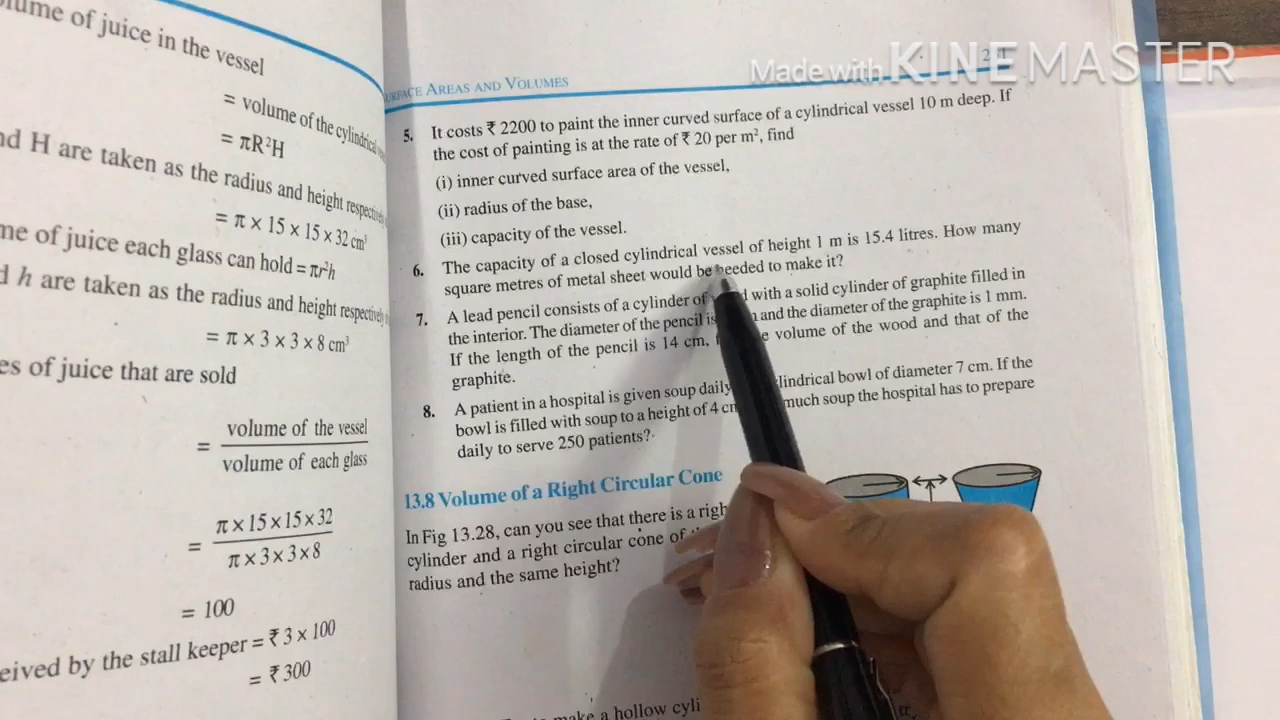 olume of juice in the vessel
= volume of the cylindrical
= πR²H
nd H are taken as the radius and height respectively
= π × 15 × 15 × 32 cm³
me of juice each glass can hold = πr²h
d h are taken as the radius and height respectively
= π × 3 × 3 × 8 cm³
es of juice that are sold
= volume of the vessel
volume of each glass
= π × 15 × 15 × 32
π × 3 × 3 × 8
= 100
eived by the stall keeper = ₹ 3 × 100
= ₹ 300
Made with KINEMASTER
URFACE AREAS AND VOLUMES
5. It costs ₹ 2200 to paint the inner curved surface of a cylindrical vessel 10 m deep. If
the cost of painting is at the rate of ₹ 20 per m², find
(i) inner curved surface area of the vessel,
(ii) radius of the base,
(iii) capacity of the vessel.
6. The capacity of a closed cylindrical vessel of height 1 m is 15.4 litres. How many
square metres of metal sheet would be needed to make it?
7. A lead pencil consists of a cylinder of with a solid cylinder of graphite filled in
the interior. The diameter of the pencil is and the diameter of the graphite is 1 mm.
If the length of the pencil is 14 cm, volume of the wood and that of the
graphite.
8. A patient in a hospital is given soup daily lindrical bowl of diameter 7 cm. If the
bowl is filled with soup to a height of 4 cm much soup the hospital has to prepare
daily to serve 250 patients?
13.8 Volume of a Right Circular Cone
In Fig 13.28, can you see that there is a righ
cylinder and a right circular cone of
radius and the same height?
make a hollow cyli